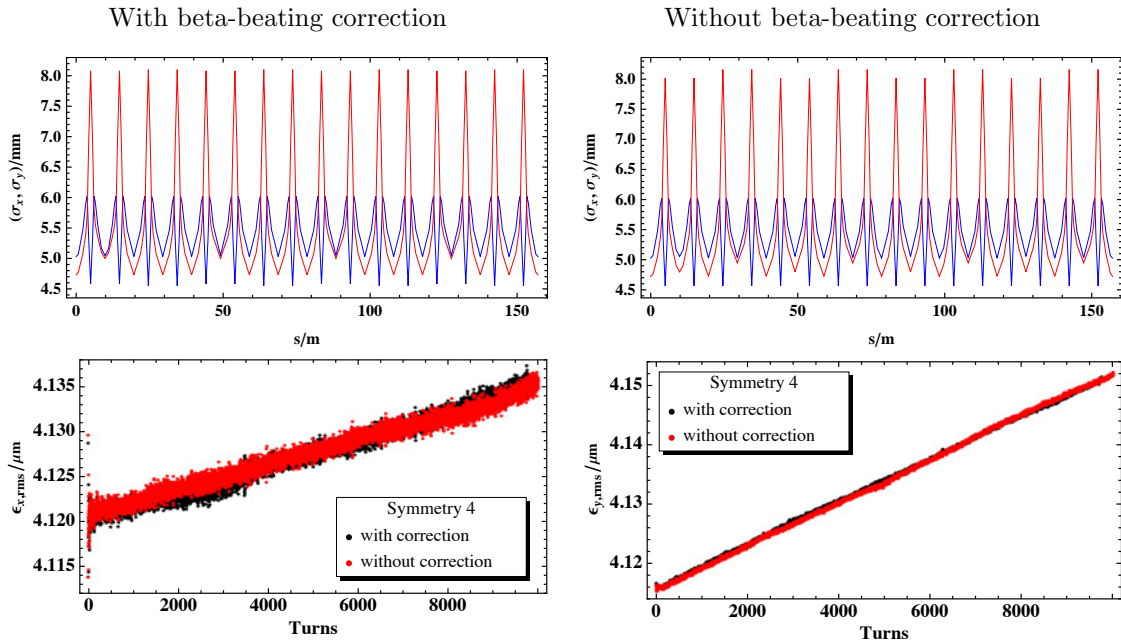 With beta-beating correction
Without beta-beating correction
(σx, σy)/mm
8.0
7.5
7.0
6.5
6.0
5.5
5.0
4.5
0
50
100
150
s/m
(σx, σy)/mm
8.0
7.5
7.0
6.5
6.0
5.5
5.0
4.5
0
50
100
150
s/m
ϵx,rms/μm
4.135
4.130
4.125
4.120
4.115
0
2000
4000
6000
8000
Turns
Symmetry 4
with correction
without correction
ϵy,rms/μm
4.15
4.14
4.13
4.12
0
2000
4000
6000
8000
Turns
Symmetry 4
with correction
without correction